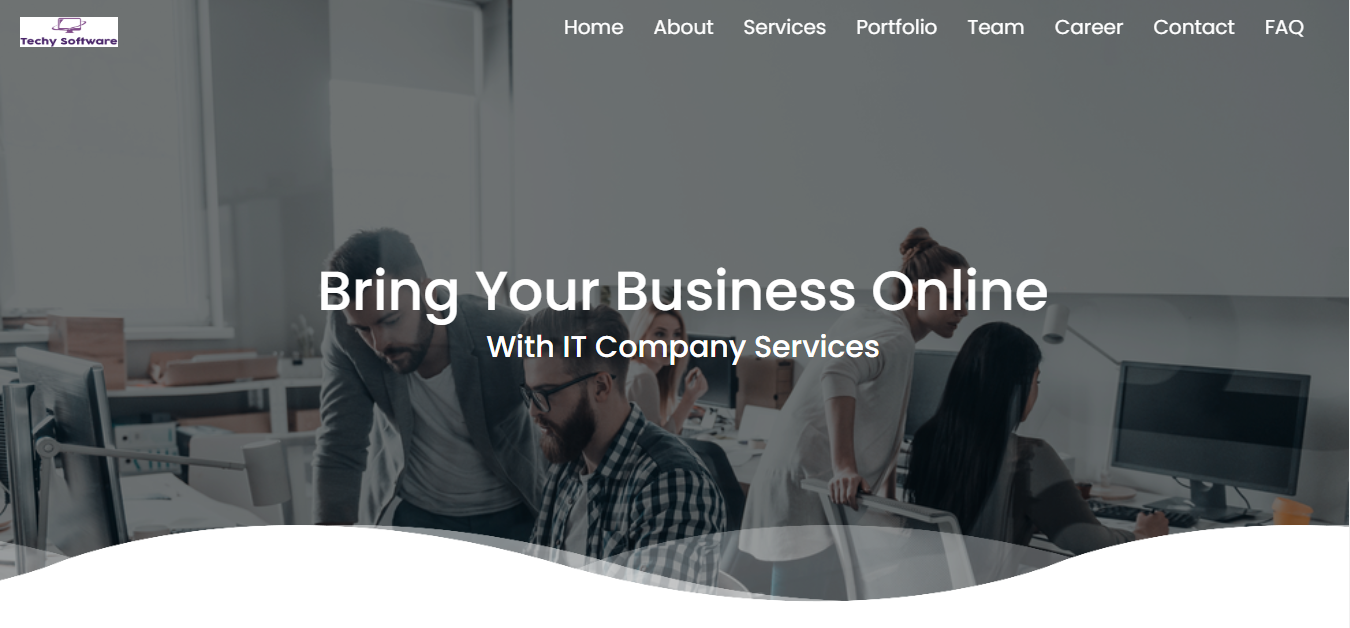 Techy Software
Home About Services Portfolio Team Career Contact FAQ
Bring Your Business Online
With IT Company Services